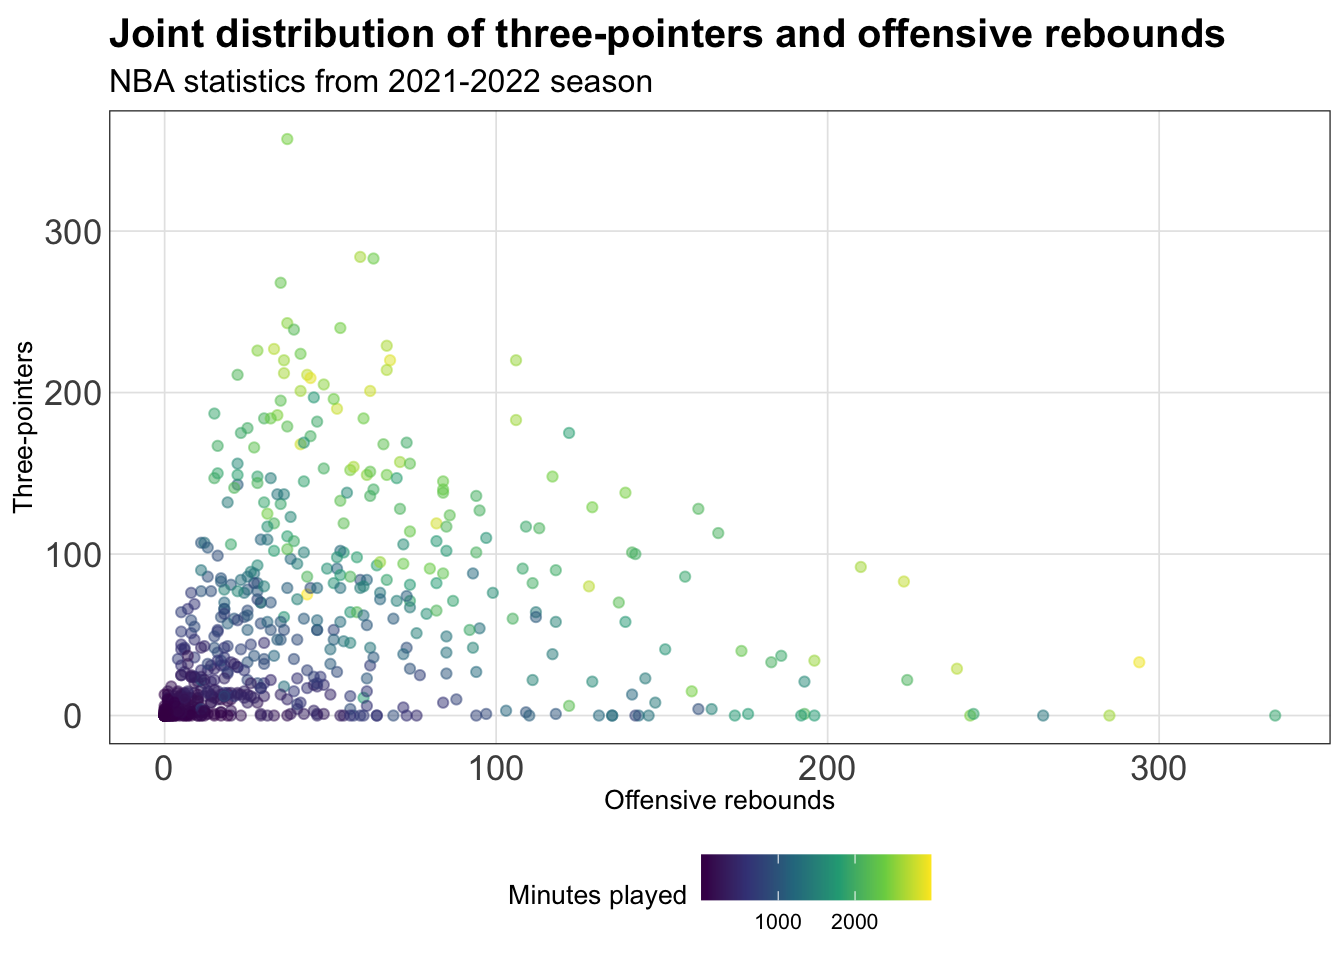 Joint distribution of three-pointers and offensive rebounds
NBA statistics from 2021-2022 season
Three-pointers
300
200
100
0
0 100 200 300
Offensive rebounds
Minutes played
1000 2000